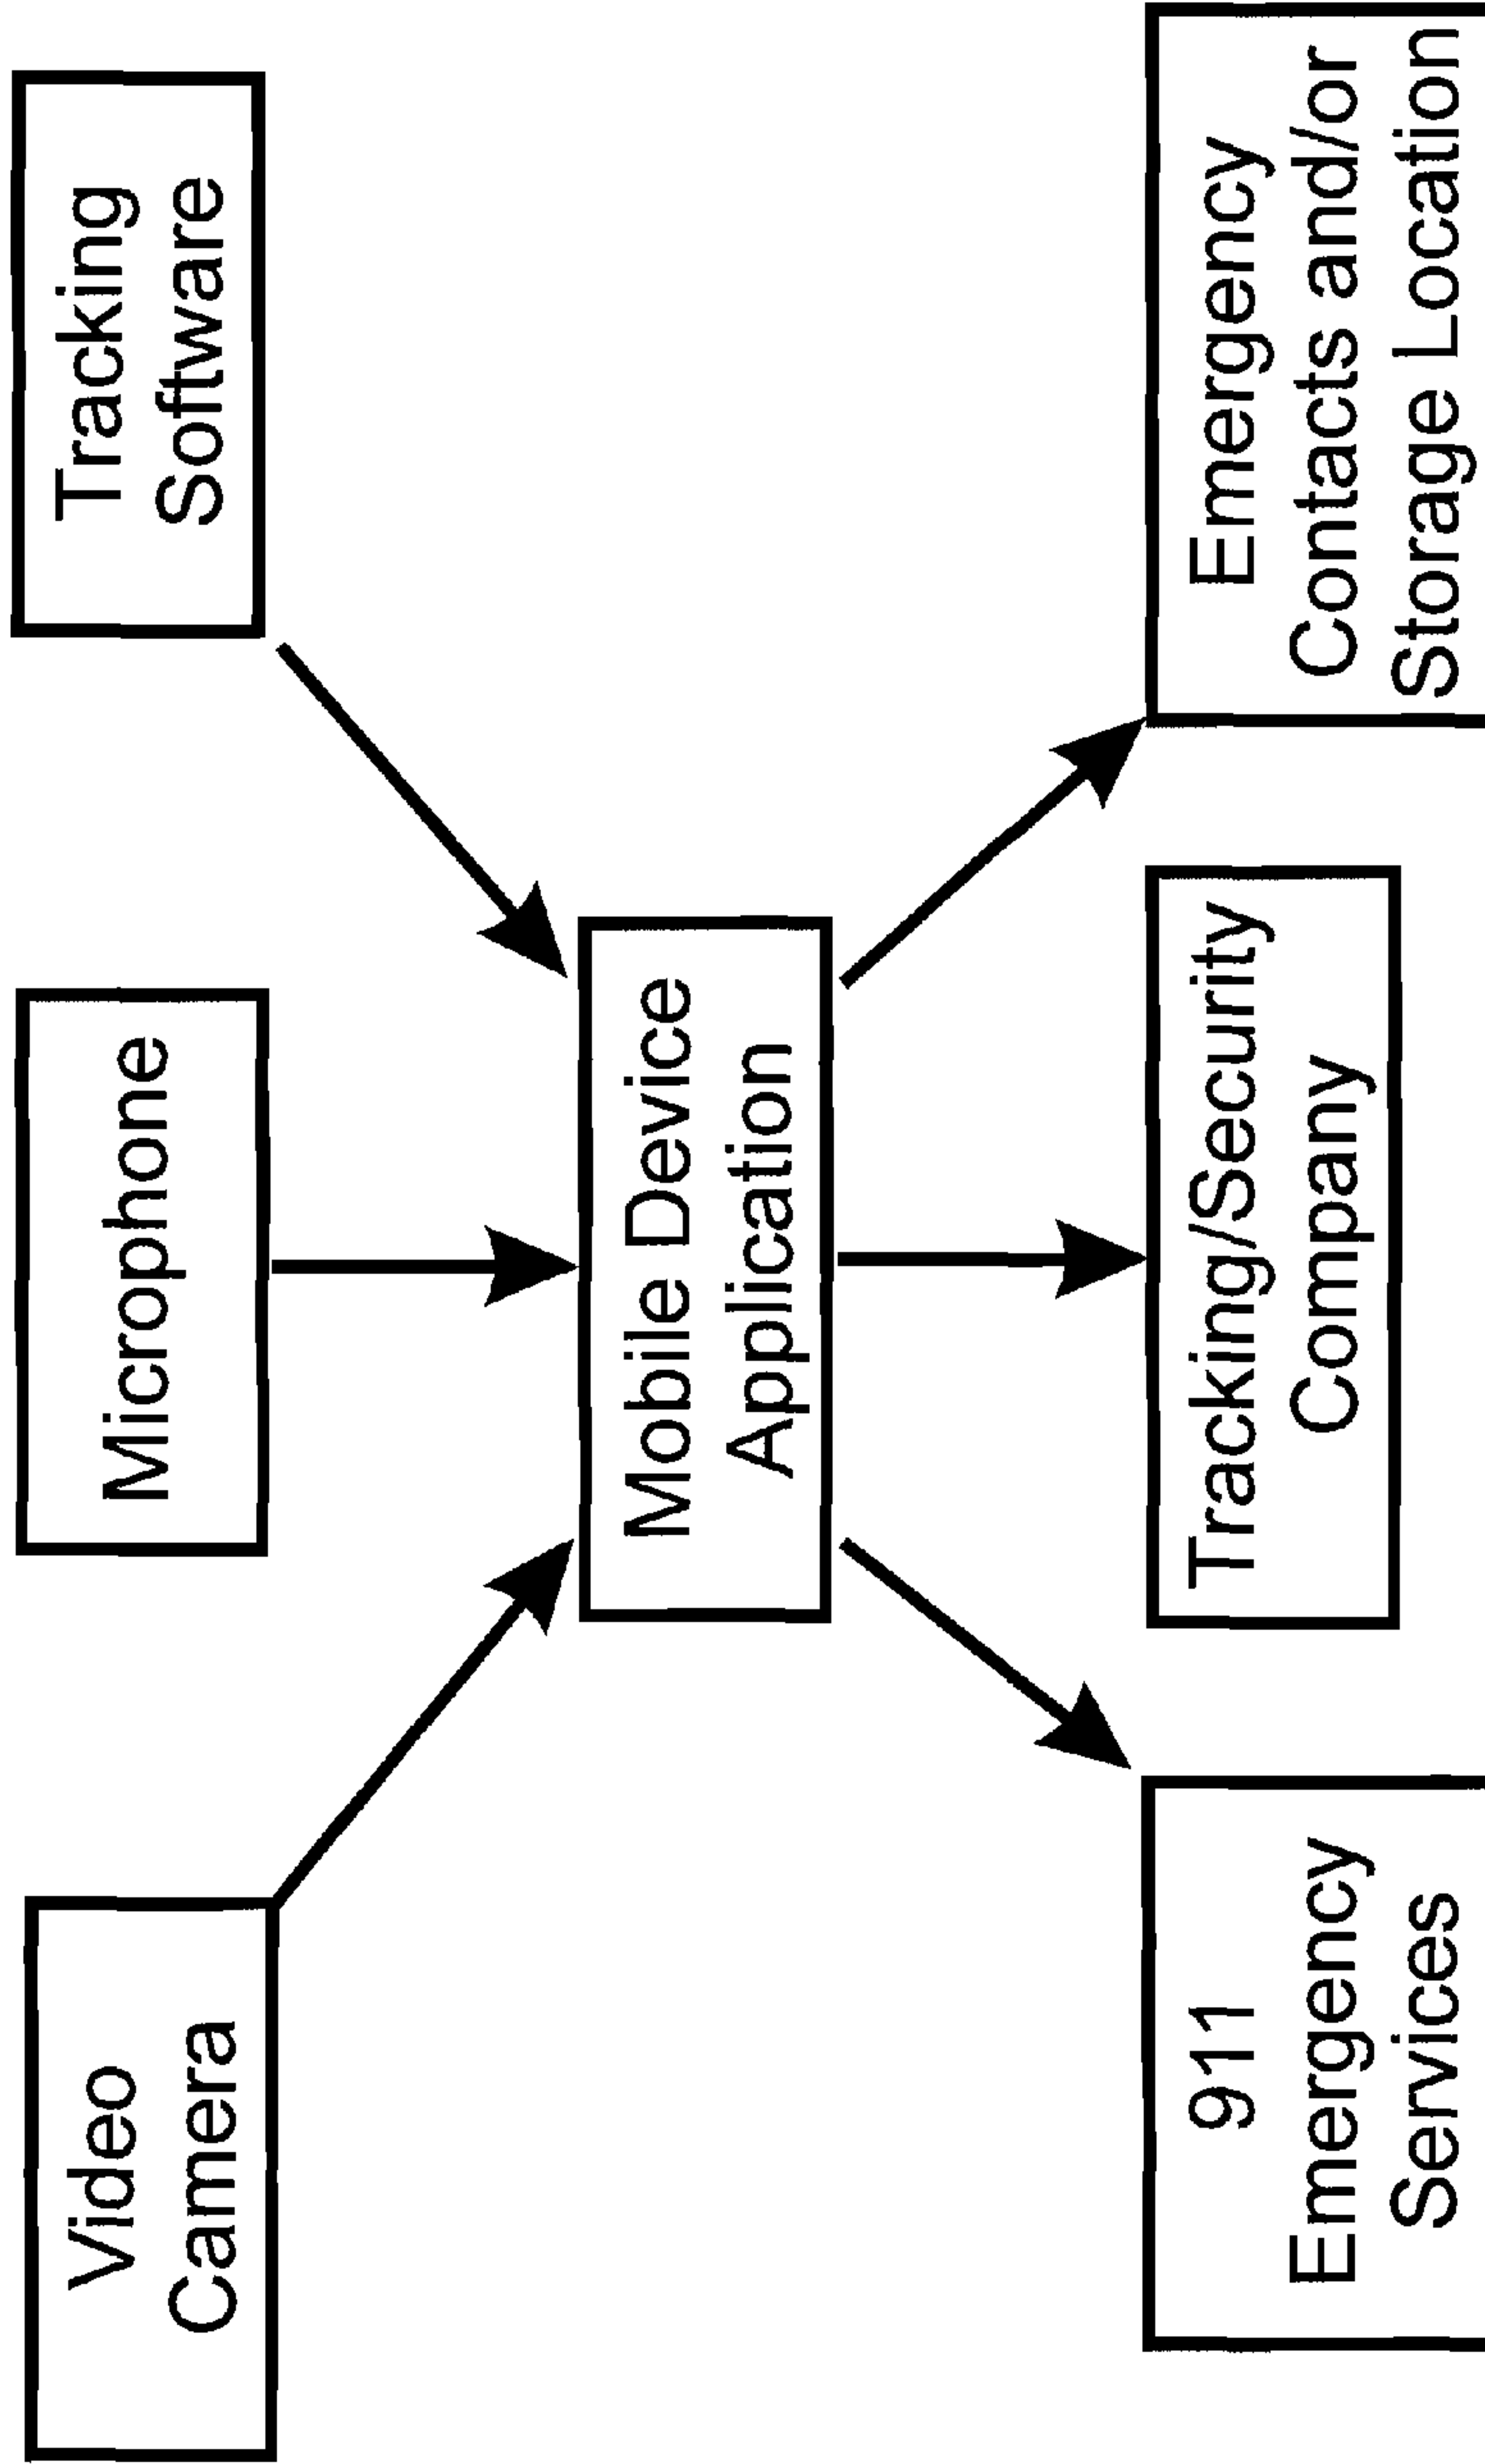 Video
Camera
Microphone
Tracking
Software
Mobile Device
Application
911
Emergency
Services
Tracking/Security
Company
Emergency
Contacts and/or
Storage Location